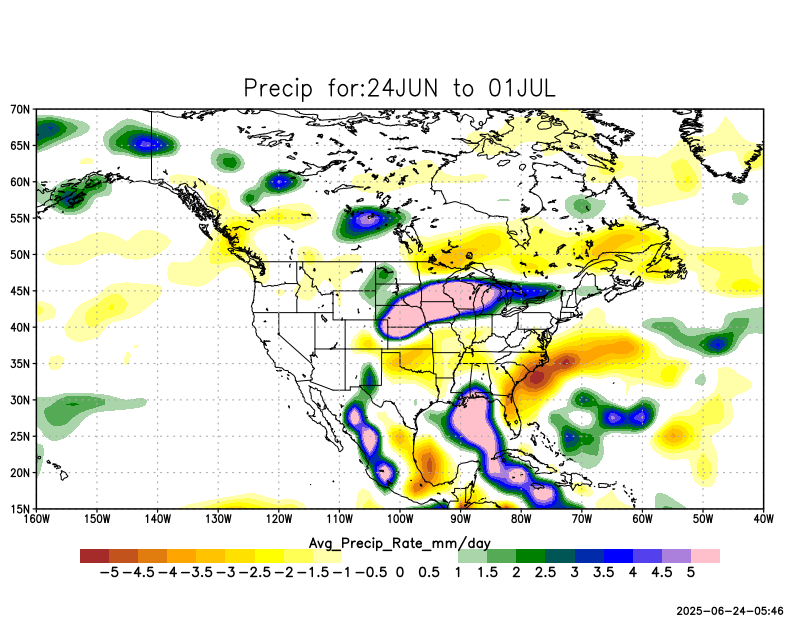 Precip for:24JUN to 01JUL
70N
65N
60N
55N
50N
45N
40N
35N
30N
25N
20N
15N
160W 150W 140W 130W 120W 110W 100W 90W 80W 70W 60W 50W 40W
Avg_Precip_Rate_mm/day
-5 -4.5 -4 -3.5 -3 -2.5 -2 -1.5 -1 -0.5 0 0.5 1 1.5 2 2.5 3 3.5 4 4.5 5
2025-06-24-05:46